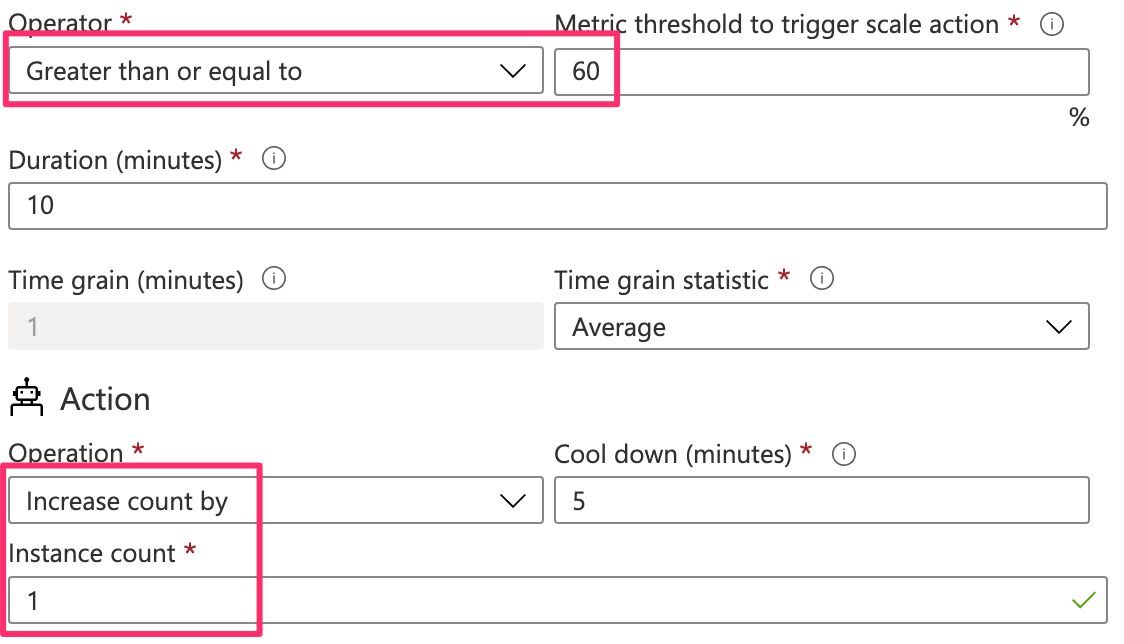 Operator *
Metric threshold to trigger scale action *
Greater than or equal to
60
%
Duration (minutes) *
10
Time grain (minutes)
Time grain statistic *
1
Average
Action
Operation *
Cool down (minutes) *
Increase count by
5
Instance count *
1